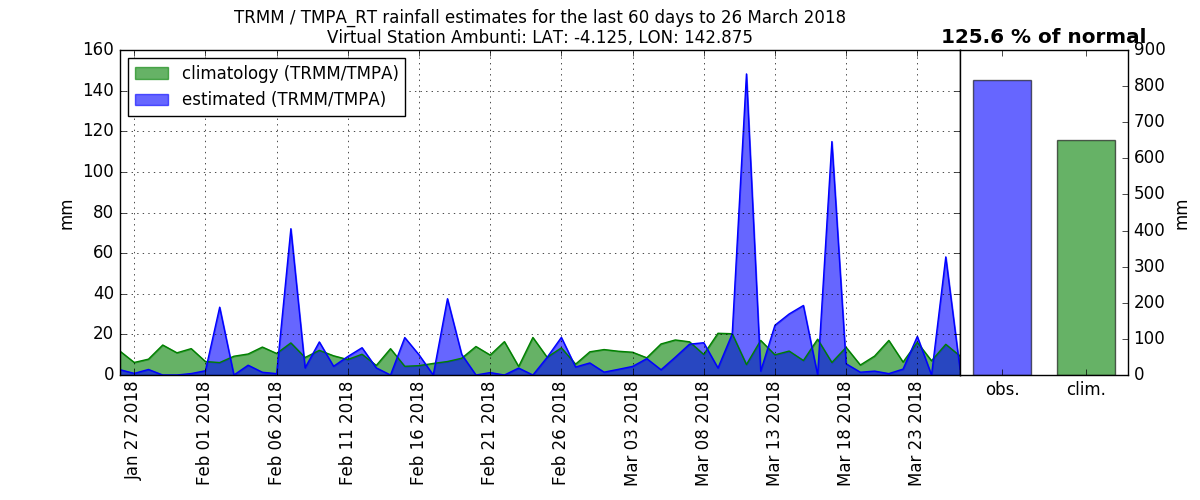 TRMM / TMPA_RT rainfall estimates for the last 60 days to 26 March 2018
Virtual Station Ambunti: LAT: -4.125, LON: 142.875
125.6 % of normal
climatology (TRMM/TMPA)
estimated (TRMM/TMPA)
160
140
120
100
80
60
40
20
0
mm
Jan 27 2018
Feb 01 2018
Feb 06 2018
Feb 11 2018
Feb 16 2018
Feb 21 2018
Feb 26 2018
Mar 03 2018
Mar 08 2018
Mar 13 2018
Mar 18 2018
Mar 23 2018
900
800
700
600
500
400
300
200
100
0
mm
obs.
clim.